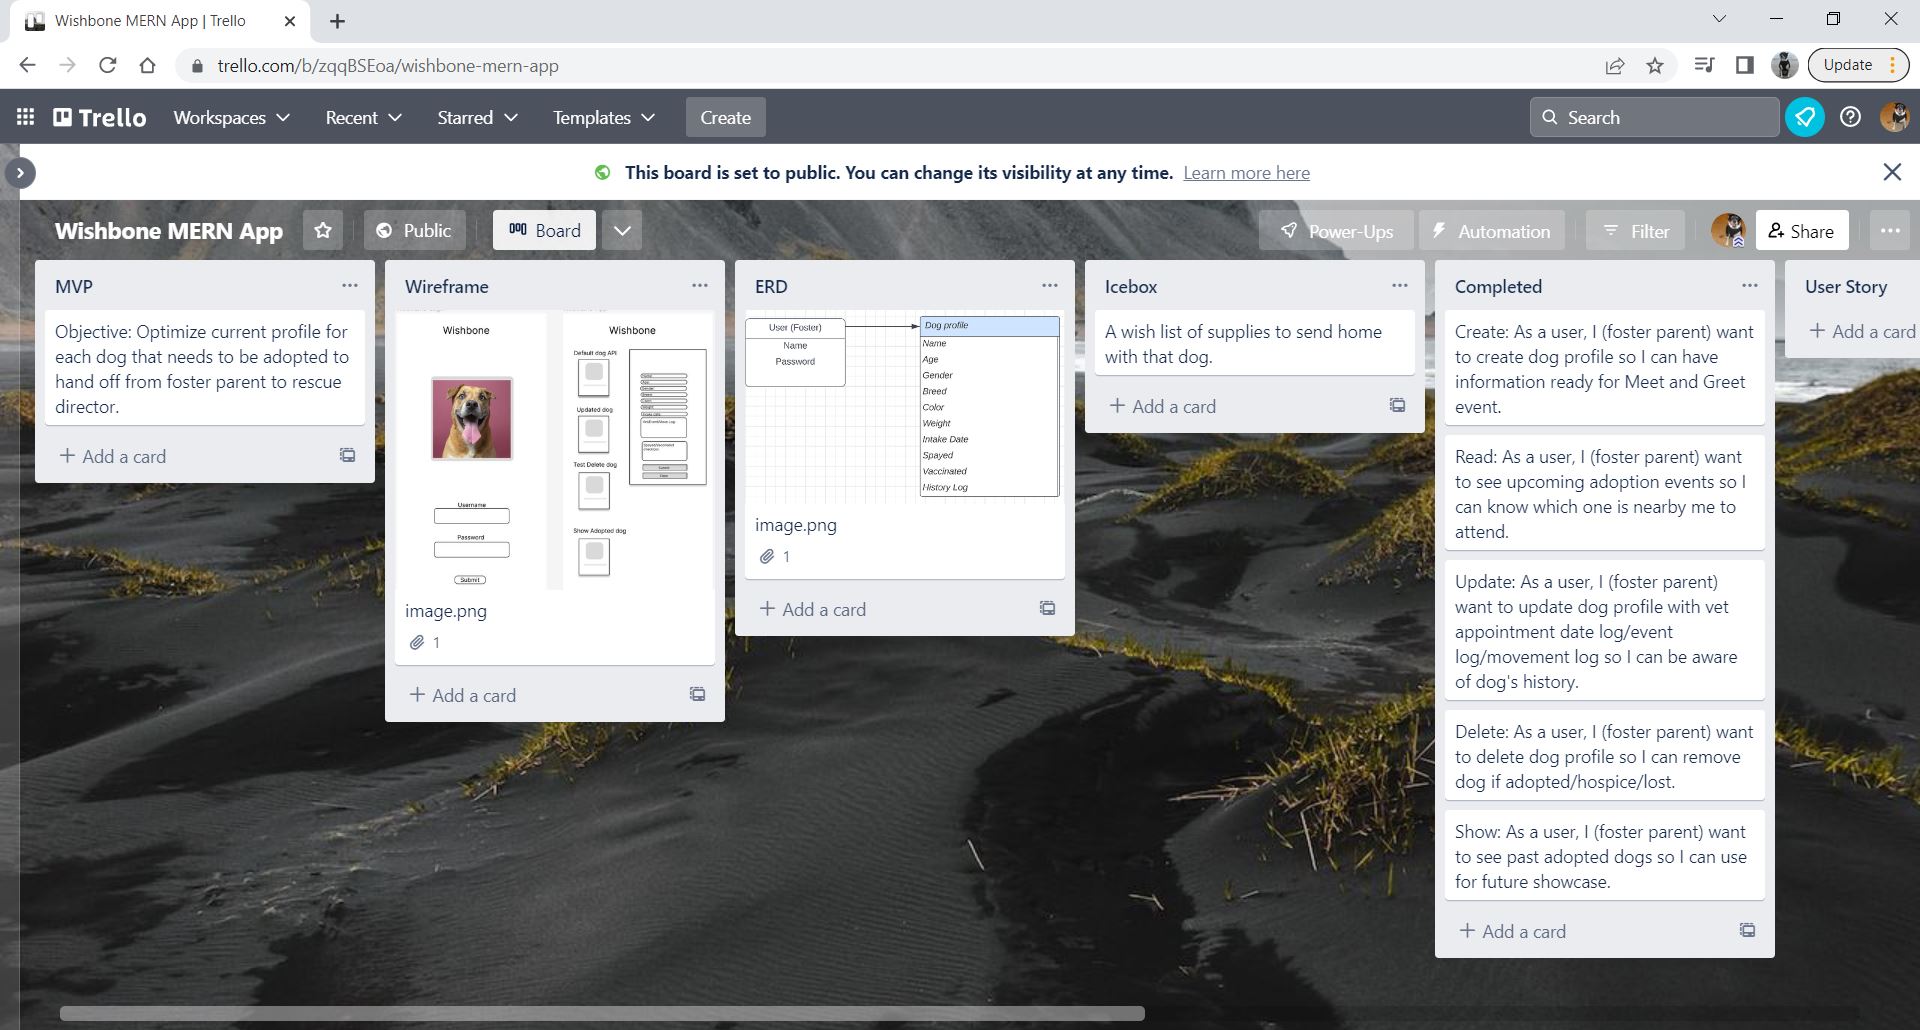 Wishbone MERN App | Trello
trello.com/b/zqqBSEoa/wishbone-mern-app
Update
Trello
Workspaces
Recent
Starred
Templates
Create
Search
This board is set to public. You can change its visibility at any time. Learn more here
Wishbone MERN App
Public
Board
Power-Ups
Automation
Filter
Share
MVP
Objective: Optimize current profile for
each dog that needs to be adopted to
hand off from foster parent to rescue
director.
+ Add a card
Wireframe
Wishbone
Username
Password
Submit
Wishbone
Default dog API
Updated dog
Test Delete dog
Show Adopted dog
image.png
1
+ Add a card
ERD
User (Foster)
Name
Password
Dog profile
Name
Age
Gender
Breed
Color
Weight
Intake Date
Spayed
Vaccinated
History Log
image.png
1
+ Add a card
Icebox
A wish list of supplies to send home
with that dog.
+ Add a card
Completed
Create: As a user, I (foster parent) want
to create dog profile so I can have
information ready for Meet and Greet
event.
Read: As a user, I (foster parent) want
to see upcoming adoption events so I
can know which one is nearby me to
attend.
Update: As a user, I (foster parent)
want to update dog profile with vet
appointment date log/event
log/movement log so I can be aware
of dog's history.
Delete: As a user, I (foster parent) want
to delete dog profile so I can remove
dog if adopted/hospice/lost.
Show: As a user, I (foster parent) want
to see past adopted dogs so I can use
for future showcase.
+ Add a card
User Story
+ Add a card